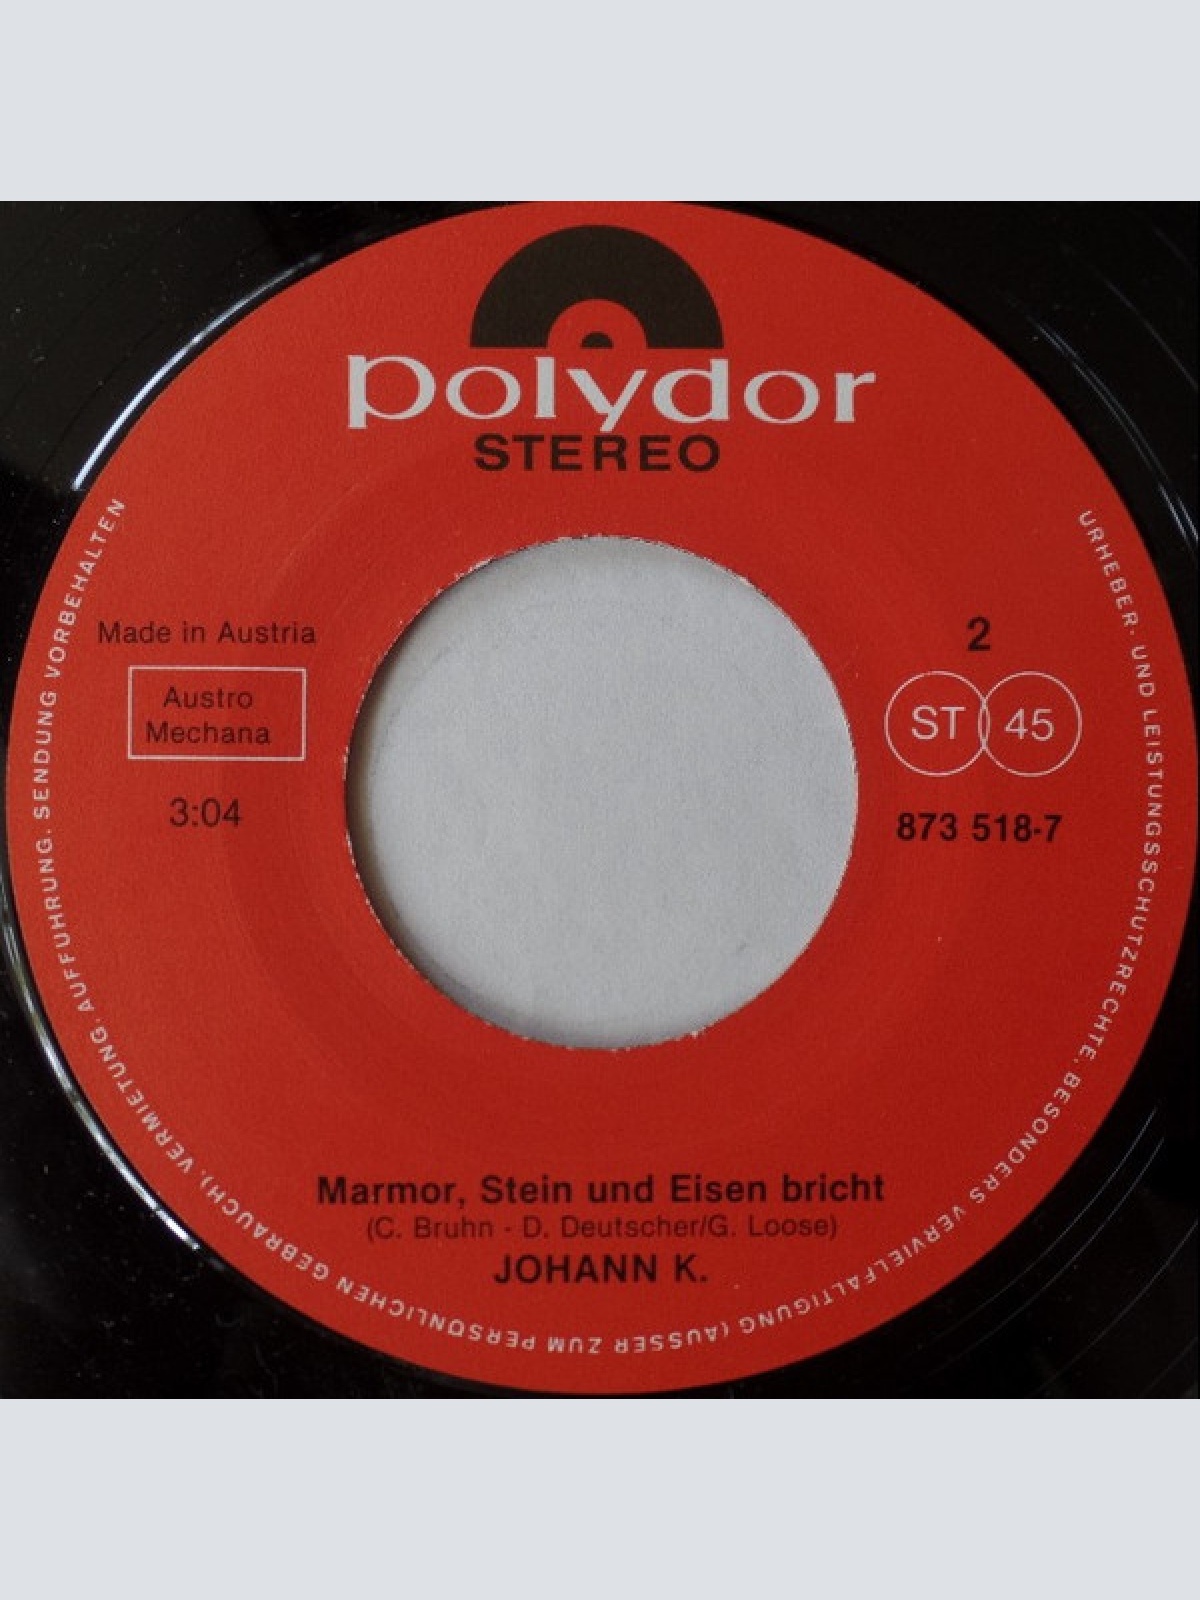 polydor
STEREO
Made in Austria
Austro
Mechana
3:04
2
ST 45
873 518-7
Marmor, Stein und Eisen bricht
(C. Bruhn - D. Deutscher/G. Loose)
JOHANN K.
URHEBER- UND LEISTUNGSSCHUTZRECHTE, BESONDERS VERVIELFÄLTIGUNG (AUSSER ZUM PERSÖNLICHEN GEBRAUCH), VERMIETUNG, AUFFÜHRUNG, SENDUNG VORBEHALTEN